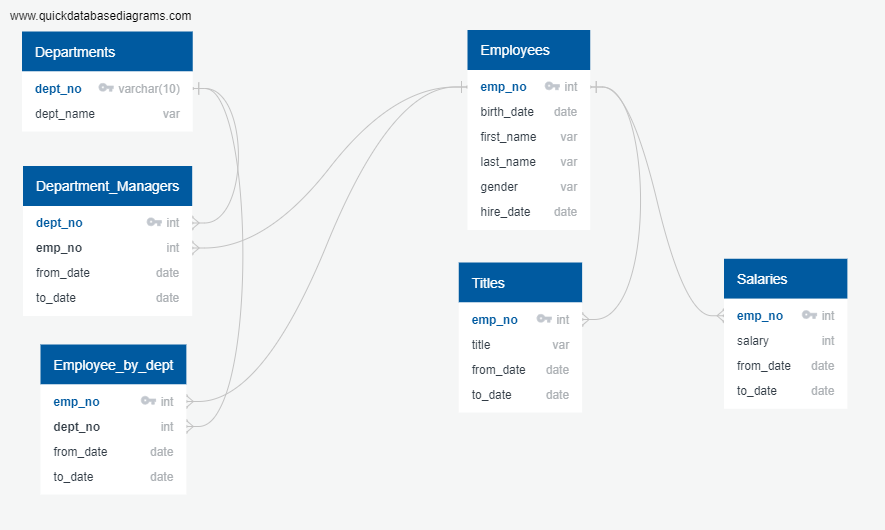 www.quickdatabasediagrams.com
Departments
dept_no varchar(10)
dept_name var
Department_Managers
dept_no int
emp_no int
from_date date
to_date date
Employee_by_dept
emp_no int
dept_no int
from_date date
to_date date
Employees
emp_no int
birth_date date
first_name var
last_name var
gender var
hire_date date
Titles
emp_no int
title var
from_date date
to_date date
Salaries
emp_no int
salary int
from_date date
to_date date